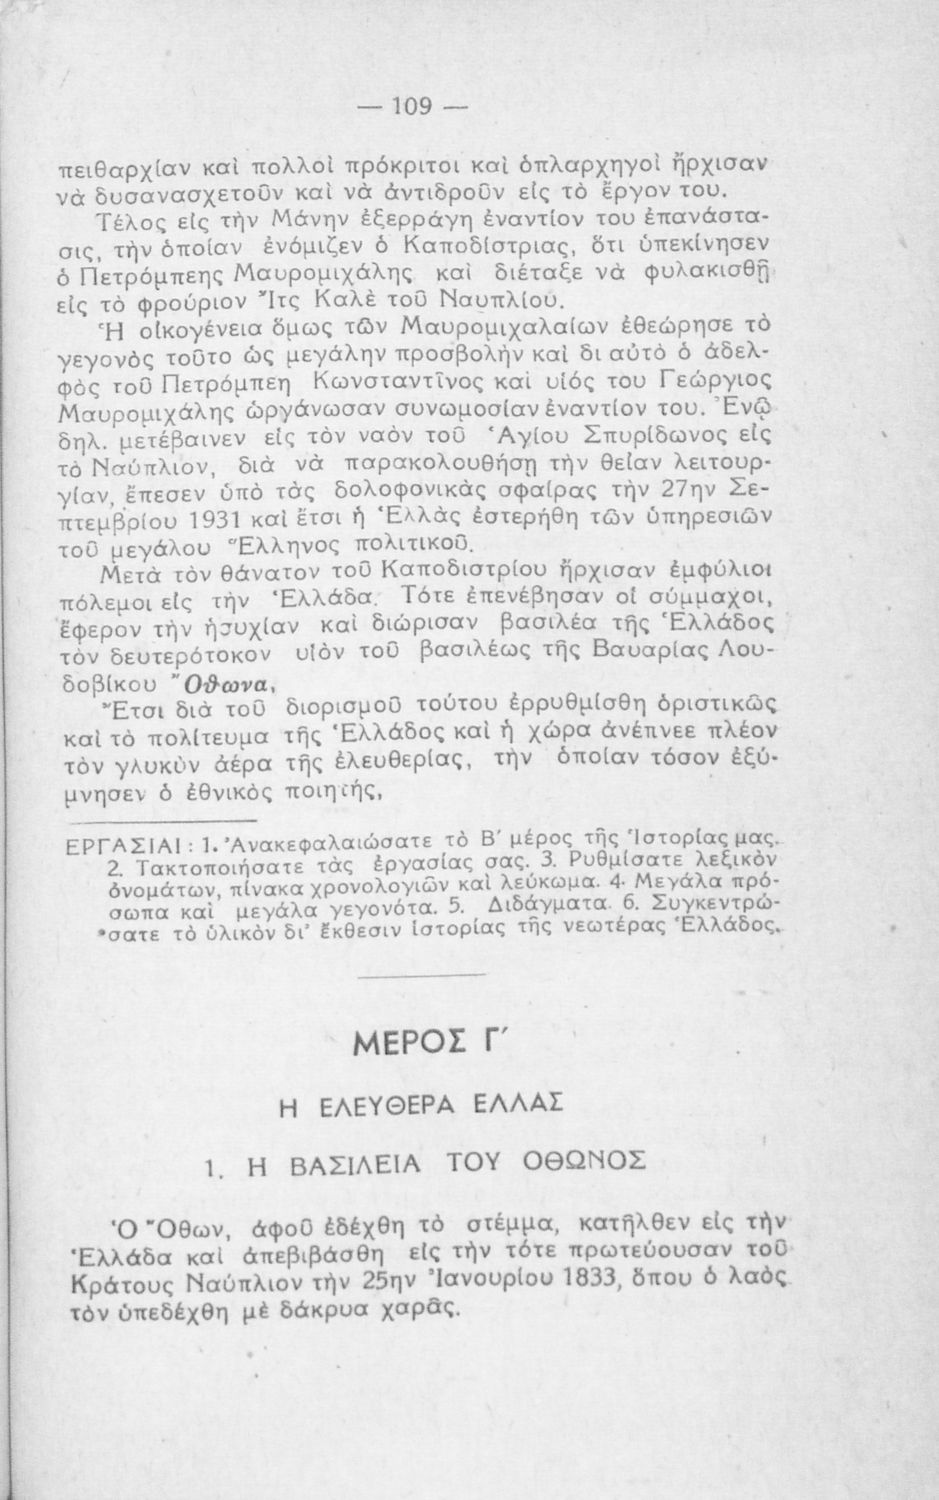 — 109 —
πειθαρχίαν καὶ πολλοὶ πρόκριτοι καὶ ὁπλαρχηγοὶ ἤρχισαν
νὰ δυσανασχετοῦν καὶ νὰ ἀντιδροῦν εἰς τὸ ἔργον του.
Τέλος εἰς τὴν Μάνην ἐξερράγη ἐναντίον του ἐπανάστα-
σις, τὴν ὁποίαν ἐνόμιζεν ὁ Καποδίστριας, ὅτι ὑπεκίνησεν
ὁ Πετρόμπεης Μαυρομιχάλης καὶ διέταξε νὰ φυλακισθῇ
εἰς τὸ φρούριον Ἴτς Καλὲ τοῦ Ναυπλίου.
Ἡ οἰκογένεια ὅμως τῶν Μαυρομιχαλαίων ἐθεώρησε τὸ
γεγονὸς τοῦτο ὡς μεγάλην προσβολὴν καὶ δι αὐτὸ ὁ ἀδελ-
φὸς τοῦ Πετρόμπεη Κωνσταντῖνος καὶ υἱός του Γεώργιος
Μαυρομιχάλης ὡργάνωσαν συνωμοσίαν ἐναντίον του. Ἐνῷ
δηλ. μετέβαινεν εἰς τὸν ναὸν τοῦ Ἁγίου Σπυρίδωνος εἰς
τὸ Ναύπλιον, διὰ νὰ παρακολουθήσῃ τὴν θείαν λειτουρ-
γίαν, ἔπεσεν ὑπὸ τὰς δολοφονικὰς σφαίρας τὴν 27ην Σε-
πτεμβρίου 1931 καὶ ἔτσι ἡ Ἑλλὰς ἐστερήθη τῶν ὑπηρεσιῶν
τοῦ μεγάλου Ἕλληνος πολιτικοῦ.
Μετὰ τὸν θάνατον τοῦ Καποδιστρίου ἤρχισαν ἐμφύλιοι
πόλεμοι εἰς τὴν Ἑλλάδα. Τότε ἐπενέβησαν οἱ σύμμαχοι,
ἔφερον τὴν ἡσυχίαν καὶ διώρισαν βασιλέα τῆς Ἑλλάδος
τὸν δευτερότοκον υἱὸν τοῦ βασιλέως τῆς Βαυαρίας Λου-
δοβίκου Ὄθωνα,
Ἔτσι διὰ τοῦ διορισμοῦ τούτου ἐρρυθμίσθη ὁριστικῶς
καὶ τὸ πολίτευμα τῆς Ἑλλάδος καὶ ἡ χώρα ἀνέπνεε πλέον
τὸν γλυκὺν ἀέρα τῆς ἐλευθερίας, τὴν ὁποίαν τόσον ἐξύ-
μνησεν ὁ ἐθνικὸς ποιητής,
ΕΡΓΑΣΙΑΙ : 1. Ἀνακεφαλαιώσατε τὸ Β΄ μέρος τῆς Ἱστορίας μας.
2. Τακτοποιήσατε τὰς ἐργασίας σας. 3. Ρυθμίσατε λεξικὸν
ὀνομάτων, πίνακα χρονολογιῶν καὶ λεύκωμα. 4. Μεγάλα πρό-
σωπα καὶ μεγάλα γεγονότα. 5. Διδάγματα. 6. Συγκεντρώ-
σατε τὸ ὑλικὸν δι' ἔκθεσιν ἱστορίας τῆς νεωτέρας Ἑλλάδος.
ΜΕΡΟΣ Γ΄
Η ΕΛΕΥΘΕΡΑ ΕΛΛΑΣ
1. Η ΒΑΣΙΛΕΙΑ ΤΟΥ ΟΘΩΝΟΣ
Ὁ Ὄθων, ἀφοῦ ἐδέχθη τὸ στέμμα, κατῆλθεν εἰς τὴν
Ἑλλάδα καὶ ἀπεβιβάσθη εἰς τὴν τότε πρωτεύουσαν τοῦ
Κράτους Ναύπλιον τὴν 25ην Ἰανουρίου 1833, ὅπου ὁ λαὸς
τὸν ὑπεδέχθη μὲ δάκρυα χαρᾶς.